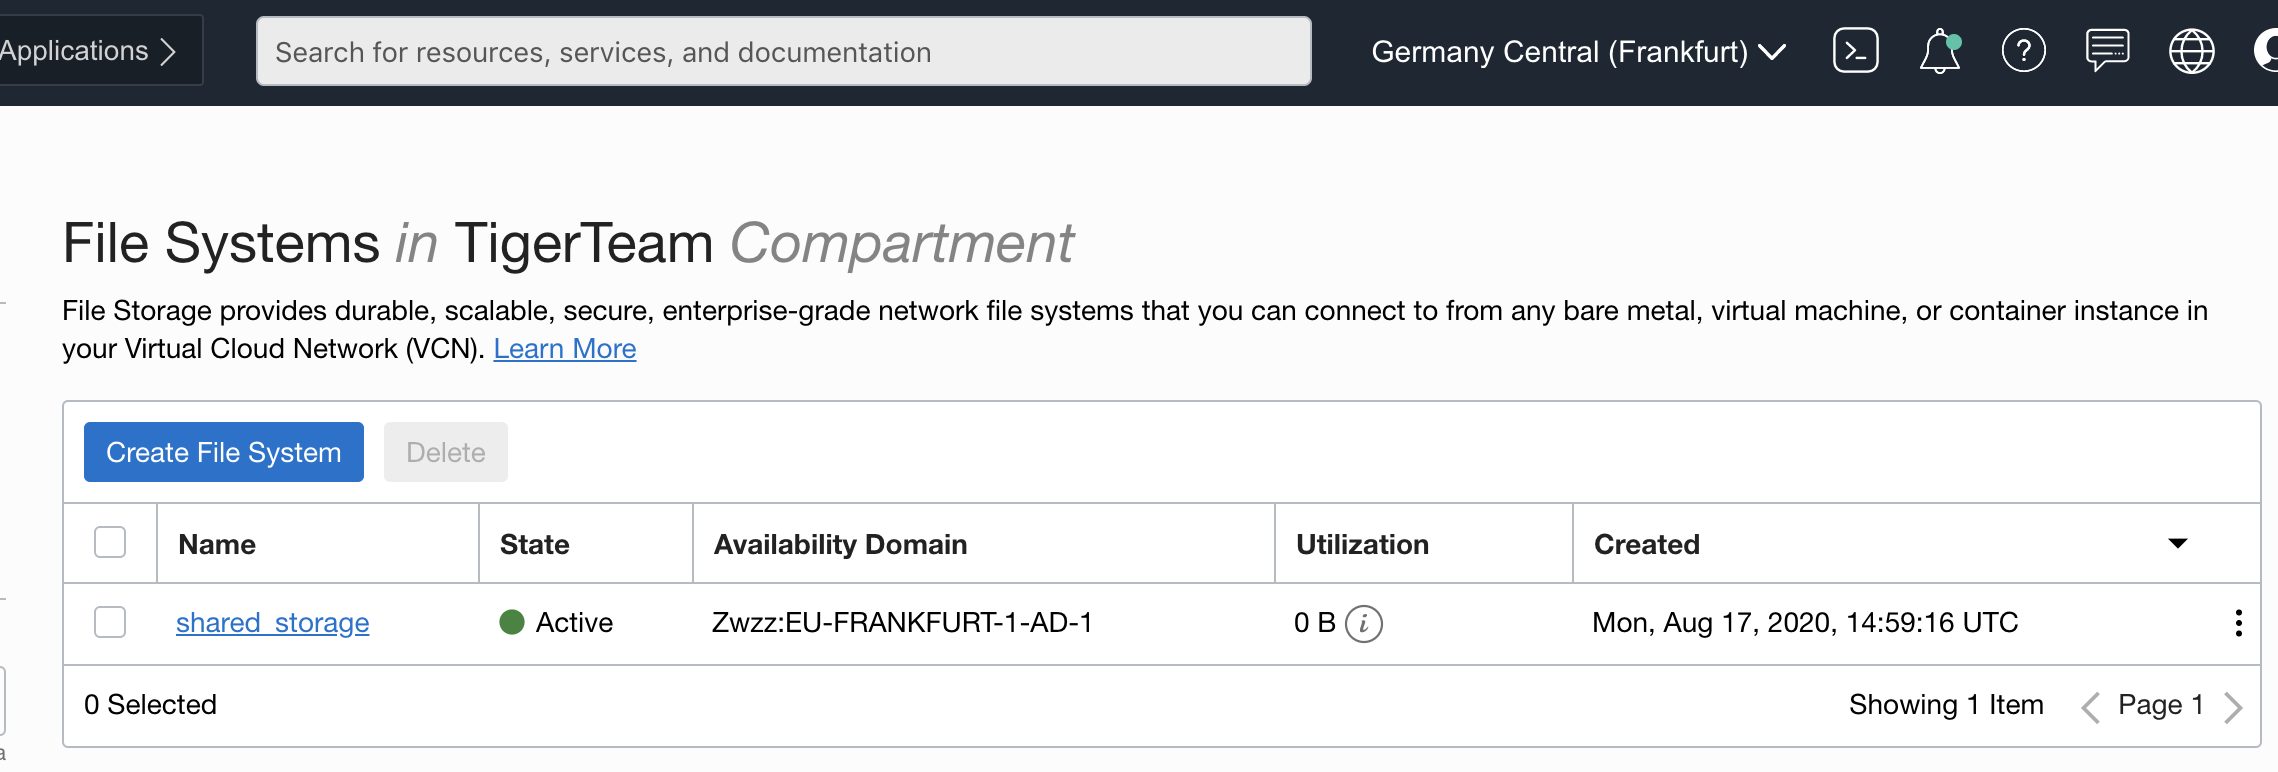 Applications
Search for resources, services, and documentation
Germany Central (Frankfurt)
File Systems in TigerTeam Compartment
File Storage provides durable, scalable, secure, enterprise-grade network file systems that you can connect to from any bare metal, virtual machine, or container instance in
your Virtual Cloud Network (VCN). Learn More
Create File System Delete
Name State Availability Domain Utilization Created
shared_storage Active Zwzz:EU-FRANKFURT-1-AD-1 0 B Mon, Aug 17, 2020, 14:59:16 UTC
0 Selected Showing 1 Item Page 1
a